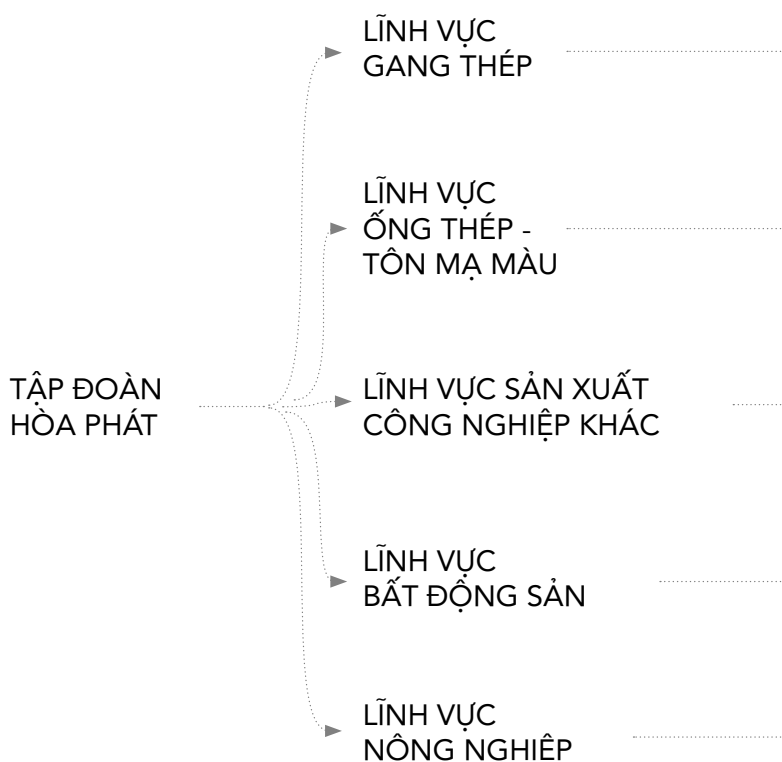 LĨNH VỰC
GANG THÉP
LĨNH VỰC
ỐNG THÉP -
TÔN MẠ MÀU
TẬP ĐOÀN
HÒA PHÁT
LĨNH VỰC SẢN XUẤT
CÔNG NGHIỆP KHÁC
LĨNH VỰC
BẤT ĐỘNG SẢN
LĨNH VỰC
NÔNG NGHIỆP